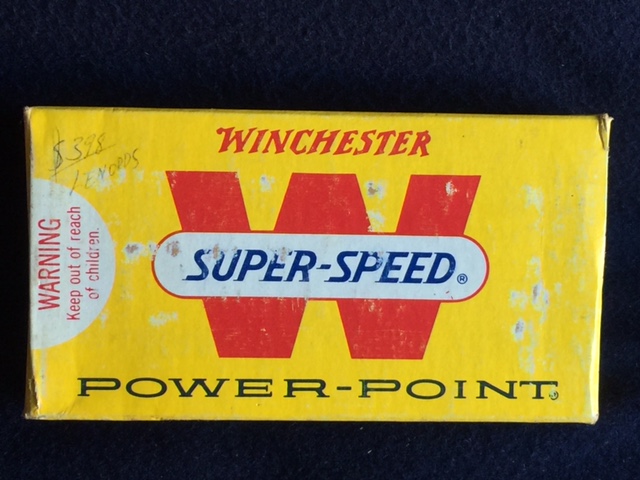 WINCHESTER
$3.98
WARNING
Keep out of reach
of children.
SUPER-SPEED®
POWER-POINT